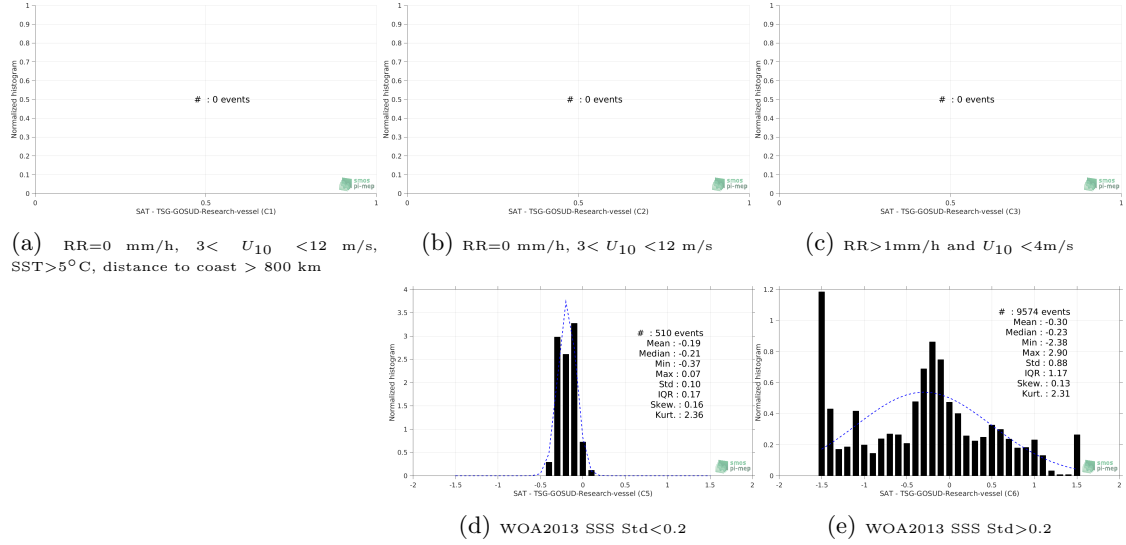 1
0.9
0.8
0.7
0.6
0.5
0.4
0.3
0.2
0.1
0
Normalized histogram
# : 0 events
smos
pi-mep
0 0.5 1
SAT - TSG-GOSUD-Research-vessel (C1)
(a) RR=0 mm/h, 3< U10 <12 m/s,
SST>5°C, distance to coast > 800 km
1
0.9
0.8
0.7
0.6
0.5
0.4
0.3
0.2
0.1
0
Normalized histogram
# : 0 events
smos
pi-mep
0 0.5 1
SAT - TSG-GOSUD-Research-vessel (C2)
(b) RR=0 mm/h, 3< U10 <12 m/s
1
0.9
0.8
0.7
0.6
0.5
0.4
0.3
0.2
0.1
0
Normalized histogram
# : 0 events
smos
pi-mep
0 0.5 1
SAT - TSG-GOSUD-Research-vessel (C3)
(c) RR>1mm/h and U10 <4m/s
4
3.5
3
2.5
2
1.5
1
0.5
0
Normalized histogram
# : 510 events
Mean : -0.19
Median : -0.21
Min : -0.37
Max : 0.07
Std : 0.10
IQR : 0.17
Skew. : 0.16
Kurt. : 2.36
smos
pi-mep
-2 -1.5 -1 -0.5 0 0.5 1 1.5 2
SAT - TSG-GOSUD-Research-vessel (C5)
(d) WOA2013 SSS Std<0.2
1.2
1
0.8
0.6
0.4
0.2
0
Normalized histogram
# : 9574 events
Mean : -0.30
Median : -0.23
Min : -2.38
Max : 2.90
Std : 0.88
IQR : 1.17
Skew. : 0.13
Kurt. : 2.31
smos
pi-mep
-2 -1.5 -1 -0.5 0 0.5 1 1.5 2
SAT - TSG-GOSUD-Research-vessel (C6)
(e) WOA2013 SSS Std>0.2